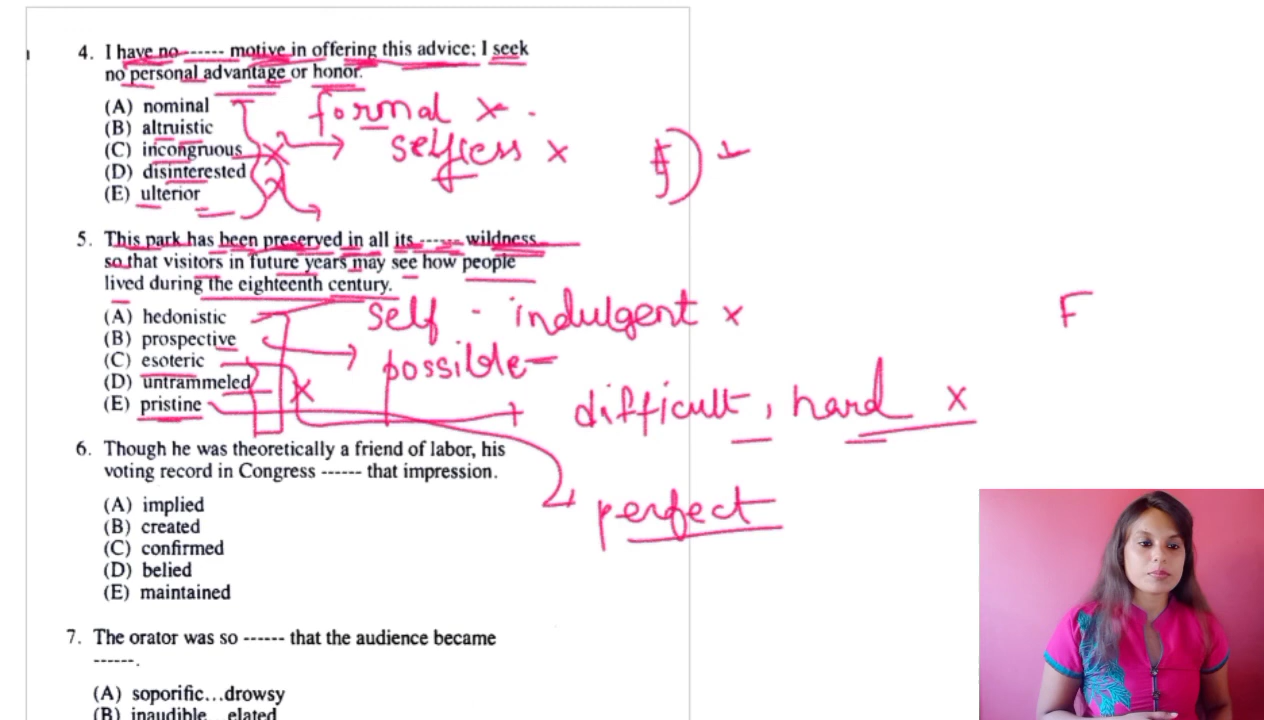 4. I have no ------ motive in offering this advice; I seek
no personal advantage or honor.
(A) nominal
(B) altruistic
(C) incongruous
(D) disinterested
(E) ulterior
formal ×
selfless ×
5. This park has been preserved in all its ------ wildness
so that visitors in future years may see how people
lived during the eighteenth century.
(A) hedonistic
(B) prospective
(C) esoteric
(D) untrammeled
(E) pristine
self - indulgent ×
possible
difficult, hard ×
perfect
F
6. Though he was theoretically a friend of labor, his
voting record in Congress ------ that impression.
(A) implied
(B) created
(C) confirmed
(D) belied
(E) maintained
7. The orator was so ------ that the audience became
------.
(A) soporific...drowsy
(B) inaudible...elated